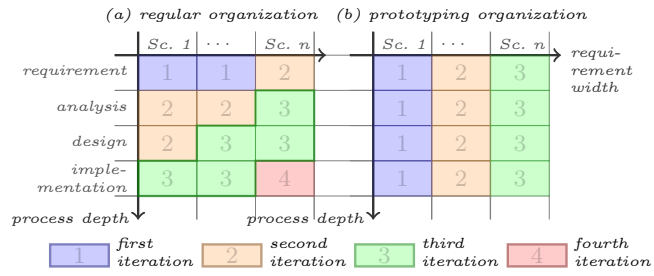 (a) regular organization
(b) prototyping organization
Sc. 1 ··· Sc. n
Sc. 1 ··· Sc. n
requi-
rement
width
requirement 1 1 2 1 2 3
analysis 2 2 3 1 2 3
design 2 3 3 1 2 3
imple-
mentation 3 3 4 1 2 3
process depth
process depth
1 first
iteration
2 second
iteration
3 third
iteration
4 fourth
iteration